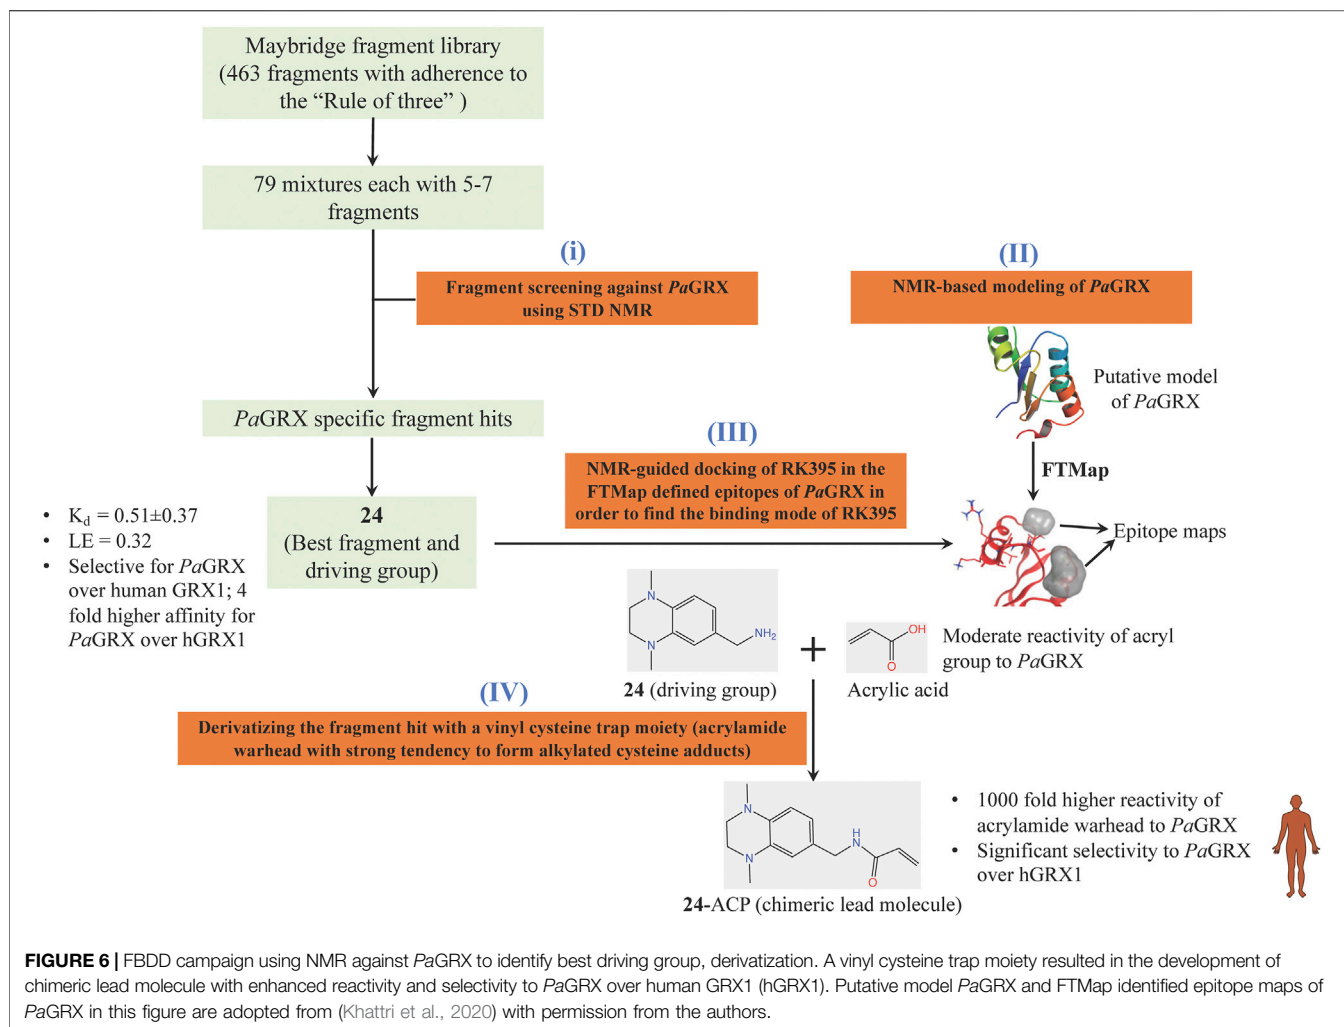 Maybridge fragment library
(463 fragments with adherence to
the “Rule of three” )
79 mixtures each with 5-7
fragments
(i)
Fragment screening against PaGRX
using STD NMR
(II)
NMR-based modeling of PaGRX
Putative model
of PaGRX
FTMap
Epitope maps
PaGRX specific fragment hits
(III)
NMR-guided docking of RK395 in the
FTMap defined epitopes of PaGRX in
order to find the binding mode of RK395
• Kd = 0.51±0.37
• LE = 0.32
• Selective for PaGRX
over human GRX1; 4
fold higher affinity for
PaGRX over hGRX1
24
(Best fragment and
driving group)
N
N
NH2
24 (driving group)
+
OH
O
Acrylic acid
Moderate reactivity of acryl
group to PaGRX
(IV)
Derivatizing the fragment hit with a vinyl cysteine trap moiety (acrylamide
warhead with strong tendency to form alkylated cysteine adducts)
N
N
H
N
O
24-ACP (chimeric lead molecule)
• 1000 fold higher reactivity of
acrylamide warhead to PaGRX
• Significant selectivity to PaGRX
over hGRX1
FIGURE 6 | FBDD campaign using NMR against PaGRX to identify best driving group, derivatization. A vinyl cysteine trap moiety resulted in the development of
chimeric lead molecule with enhanced reactivity and selectivity to PaGRX over human GRX1 (hGRX1). Putative model PaGRX and FTMap identified epitope maps of
PaGRX in this figure are adopted from (Khattri et al., 2020) with permission from the authors.